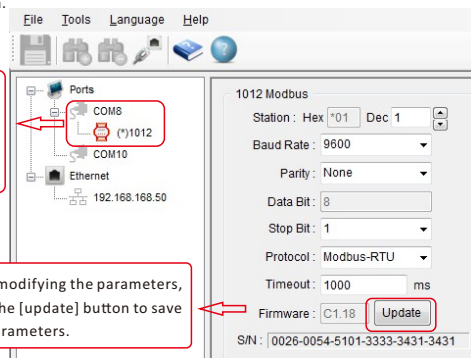 File Tools Language Help
Ports
COM8
(*)1012
COM10
Ethernet
192.168.168.50
1012 Modbus
Station : Hex *01 Dec 1
Baud Rate : 9600
Parity : None
Data Bit : 8
Stop Bit : 1
Protocol : Modbus-RTU
Timeout : 1000 ms
Firmware : C1.18 Update
S/N : 0026-0054-5101-3333-3431-3431
modifying the parameters,
he [update] button to save
rameters.